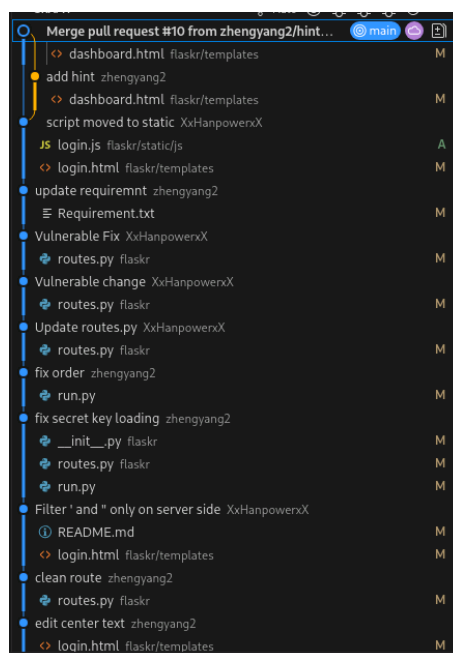 Merge pull request #10 from zhengyang2/hint... main
<> dashboard.html flaskr/templates M
add hint zhengyang2
<> dashboard.html flaskr/templates M
script moved to static XxHanpowerxX
JS login.js flaskr/static/js A
<> login.html flaskr/templates M
update requiremnt zhengyang2
Requirement.txt M
Vulnerable Fix XxHanpowerxX
routes.py flaskr M
Vulnerable change XxHanpowerxX
routes.py flaskr M
Update routes.py XxHanpowerxX
routes.py flaskr M
fix order zhengyang2
run.py M
fix secret key loading zhengyang2
__init__.py flaskr M
routes.py flaskr M
run.py M
Filter ' and " only on server side XxHanpowerxX
README.md M
<> login.html flaskr/templates M
clean route zhengyang2
routes.py flaskr M
edit center text zhengyang2
<> login.html flaskr/templates M